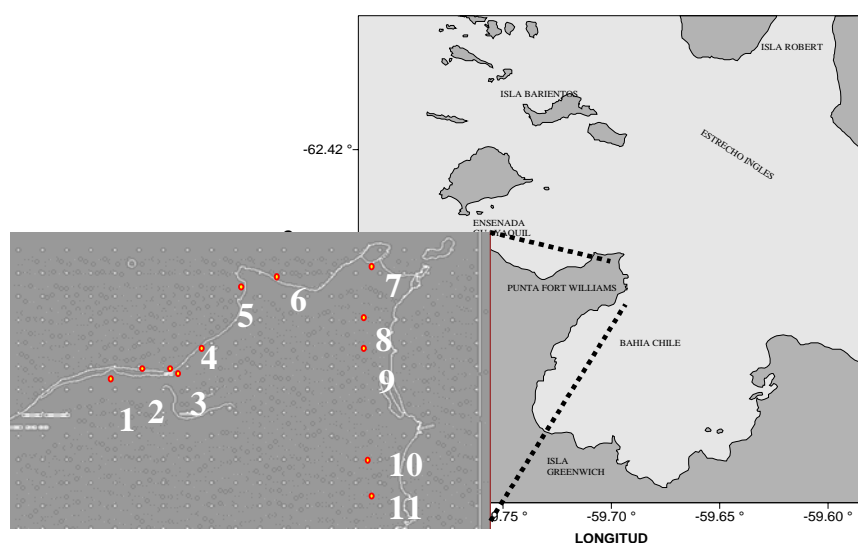 ISLA ROBERT
ISLA BARIENTOS
ESTRECHO INGLES
-62.42 °
ENSENADA
PUNTA FORT WILLIAMS
BAHIA CHILE
ISLA
GREENWICH
1
2
3
4
5
6
7
8
9
10
11
-59.70
-59.65
-59.60
LONGITUD